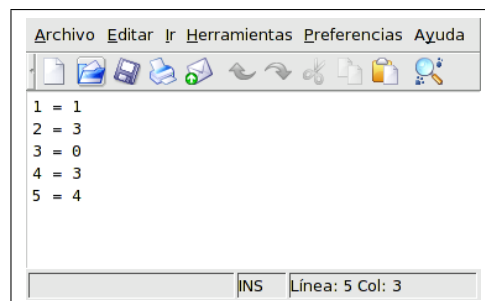 Archivo Editar Ir Herramientas Preferencias Ayuda
1 = 1
2 = 3
3 = 0
4 = 3
5 = 4
INS Línea: 5 Col: 3